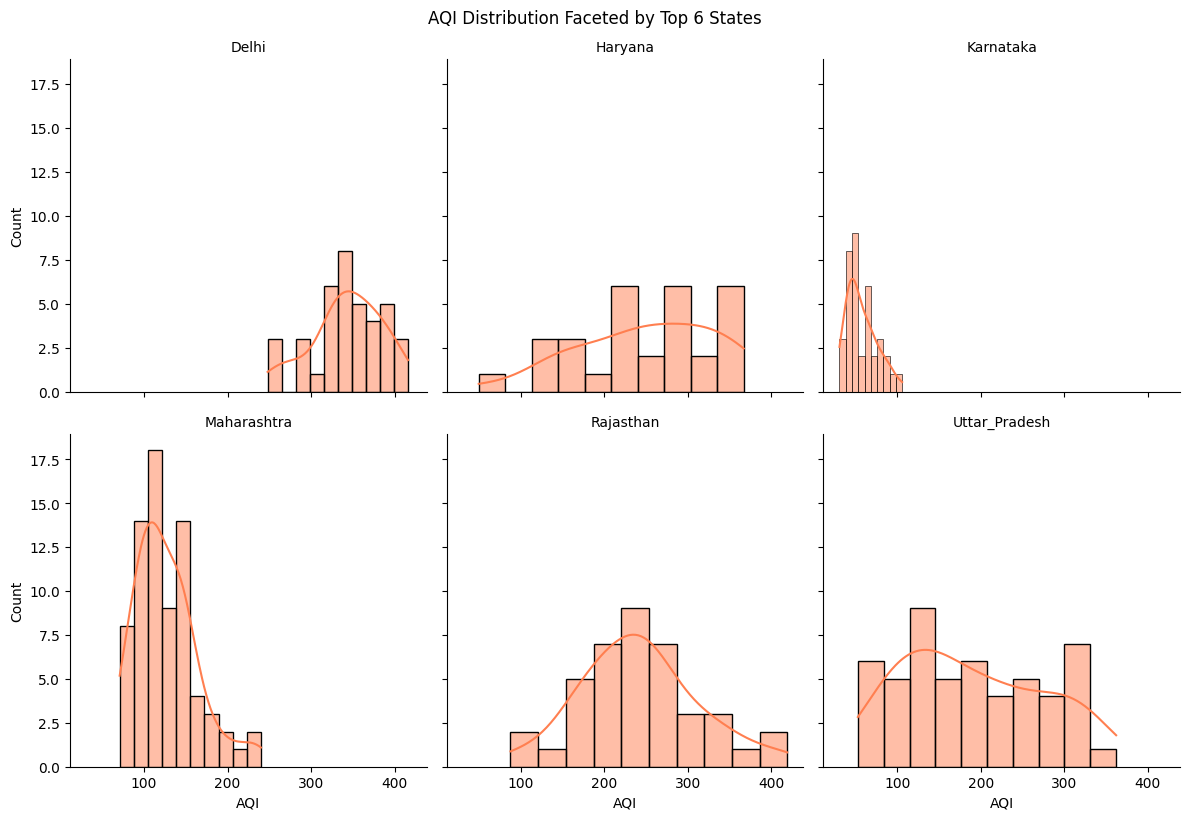 AQI Distribution Faceted by Top 6 States
Delhi
Haryana
Karnataka
17.5
15.0
12.5
10.0
7.5
5.0
2.5
0.0
Count
Maharashtra
Rajasthan
Uttar_Pradesh
17.5
15.0
12.5
10.0
7.5
5.0
2.5
0.0
Count
100 200 300 400
100 200 300 400
100 200 300 400
AQI
AQI
AQI